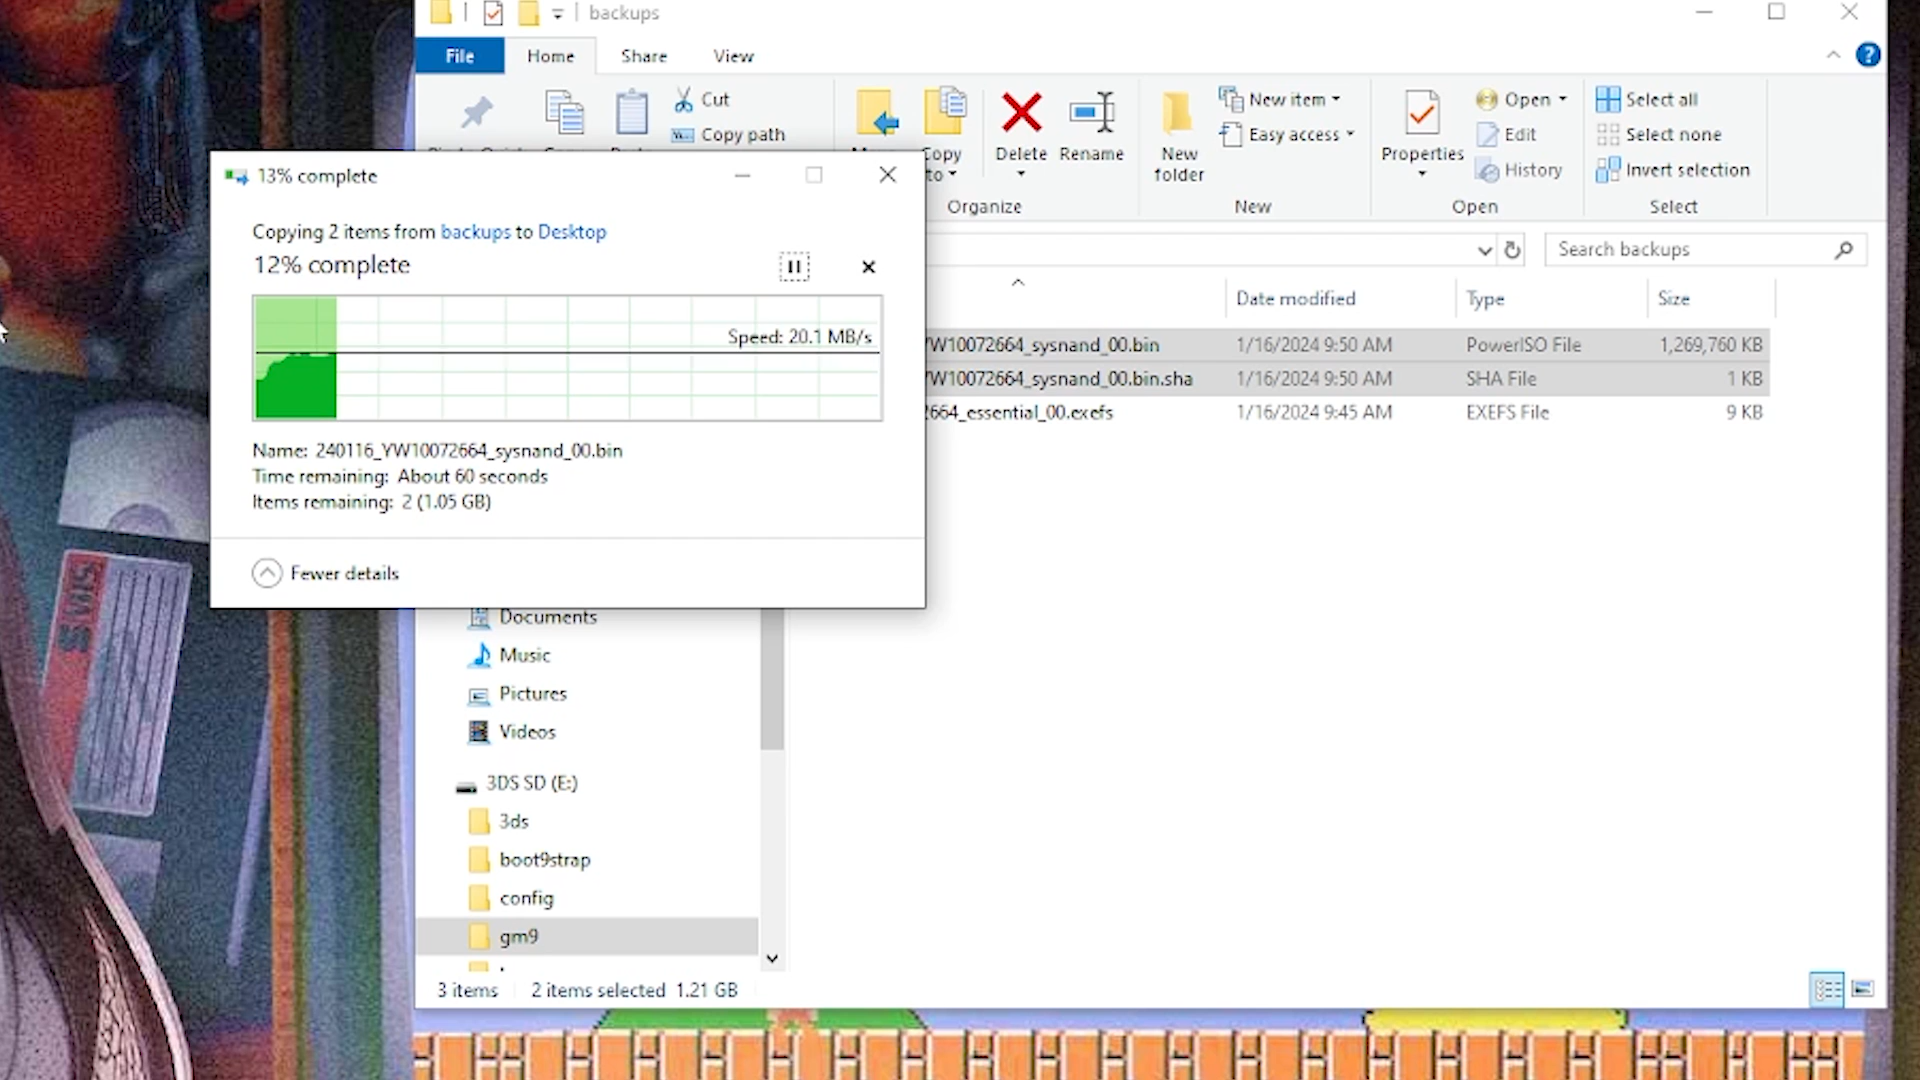 backups
File
Home
Share
View
Cut
Copy path
Copy
to
Delete
Rename
New
folder
New item
Easy access
Properties
Open
Edit
History
Select all
Select none
Invert selection
Organize
New
Open
Select
13% complete
Copying 2 items from backups to Desktop
12% complete
Speed: 20.1 MB/s
Name: 240116_YW10072664_sysnand_00.bin
Time remaining: About 60 seconds
Items remaining: 2 (1.05 GB)
Fewer details
Search backups
Date modified
Type
Size
YW10072664_sysnand_00.bin
1/16/2024 9:50 AM
PowerISO File
1,269,760 KB
YW10072664_sysnand_00.bin.sha
1/16/2024 9:50 AM
SHA File
1 KB
2664_essential_00.exefs
1/16/2024 9:45 AM
EXEFS File
9 KB
Documents
Music
Pictures
Videos
3DS SD (E:)
3ds
boot9strap
config
gm9
3 items
2 items selected 1.21 GB